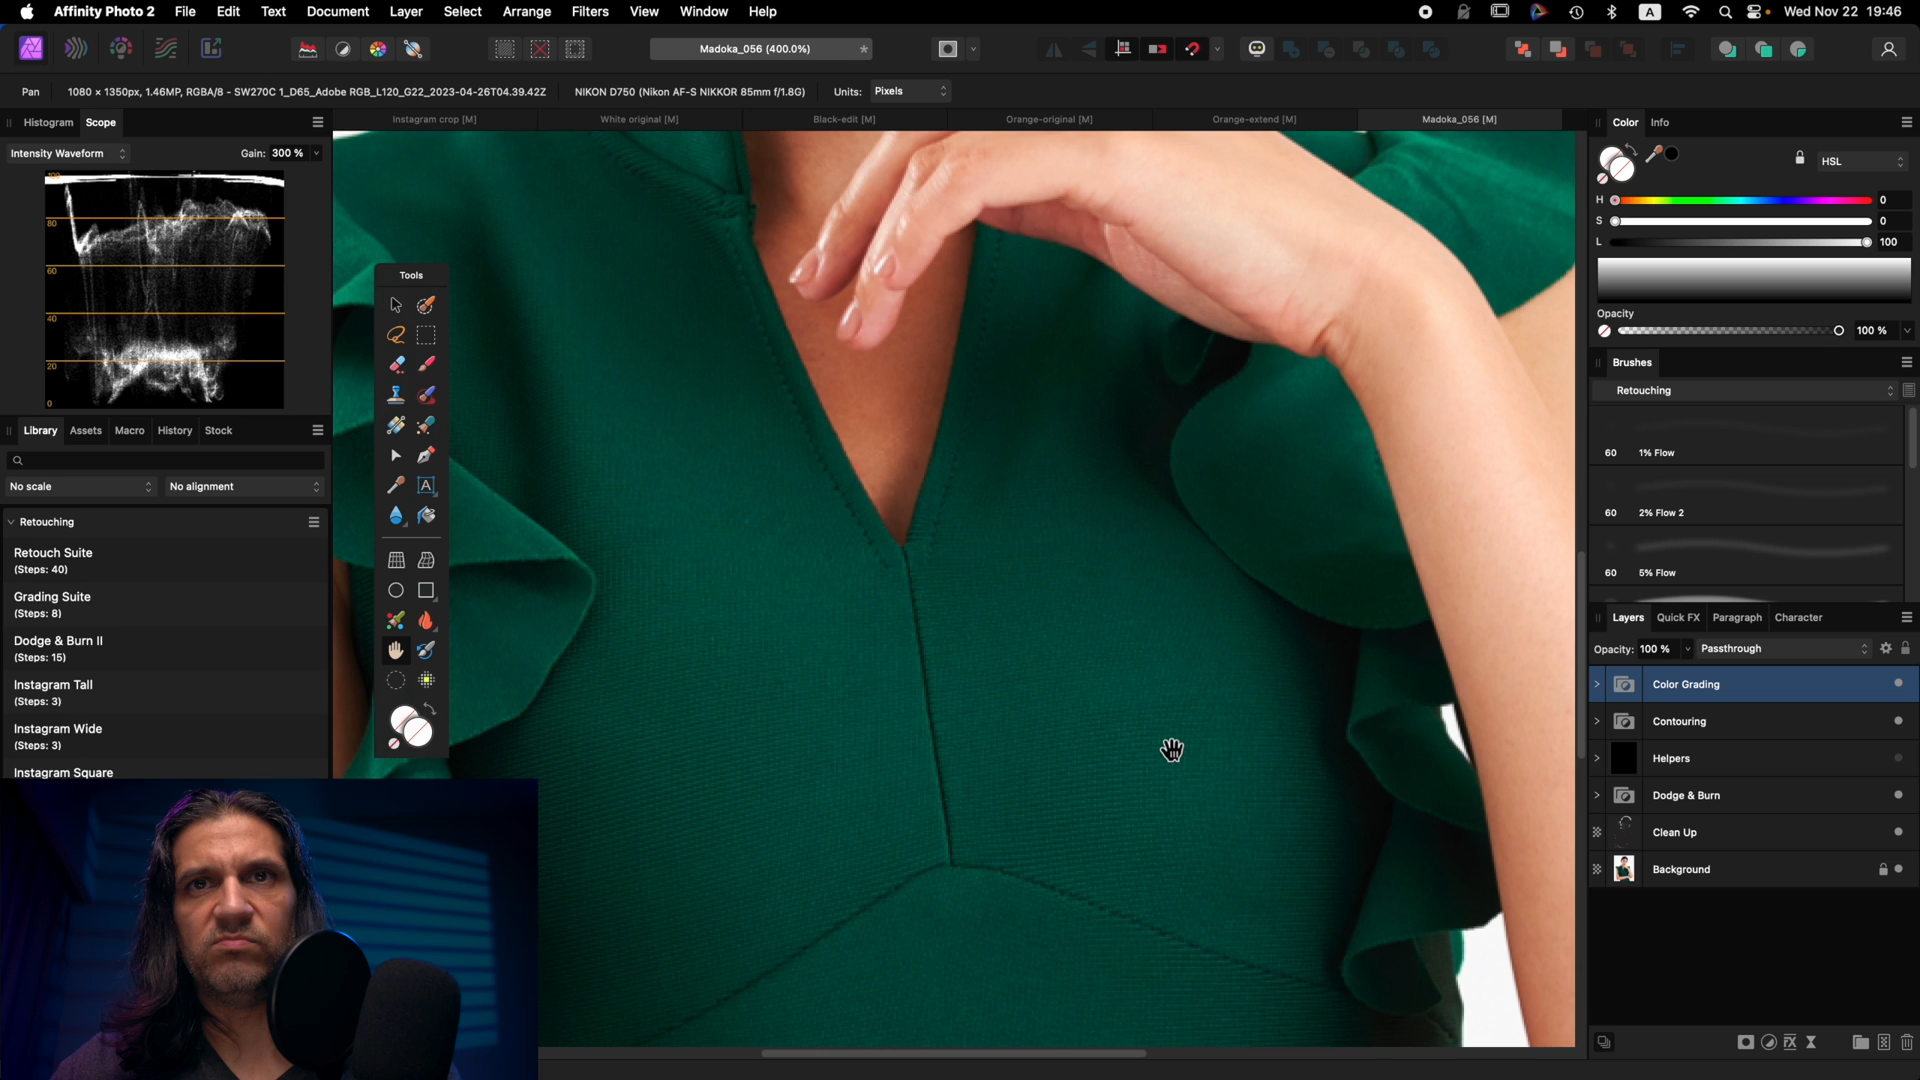 Affinity Photo 2 File Edit Text Document Layer Select Arrange Filters View Window Help A Wed Nov 22 19:46
Madoka_056 (400.0%) *
Pan 1080 × 1350px, 1.46MP, RGBA/8 - SW270C 1_D65_Adobe RGB_L120_G22_2023-04-26T04.39.42Z NIKON D750 (Nikon AF-S NIKKOR 85mm f/1.8G) Units: Pixels
Histogram Scope
Instagram crop [M] White original [M] Black-edit [M] Orange-original [M] Orange-extend [M] Madoka_056 [M]
Intensity Waveform Gain: 300 %
100
80
60
40
20
0
Library Assets Macro History Stock
No scale No alignment
Retouching
Retouch Suite
(Steps: 40)
Grading Suite
(Steps: 8)
Dodge & Burn II
(Steps: 15)
Instagram Tall
(Steps: 3)
Instagram Wide
(Steps: 3)
Instagram Square
Tools
A
Color Info
HSL
H 0
S 0
L 100
Opacity
100 %
Brushes
Retouching
60 1% Flow
60 2% Flow 2
60 5% Flow
Layers Quick FX Paragraph Character
Opacity: 100 % Passthrough
Color Grading
Contouring
Helpers
Dodge & Burn
Clean Up
Background